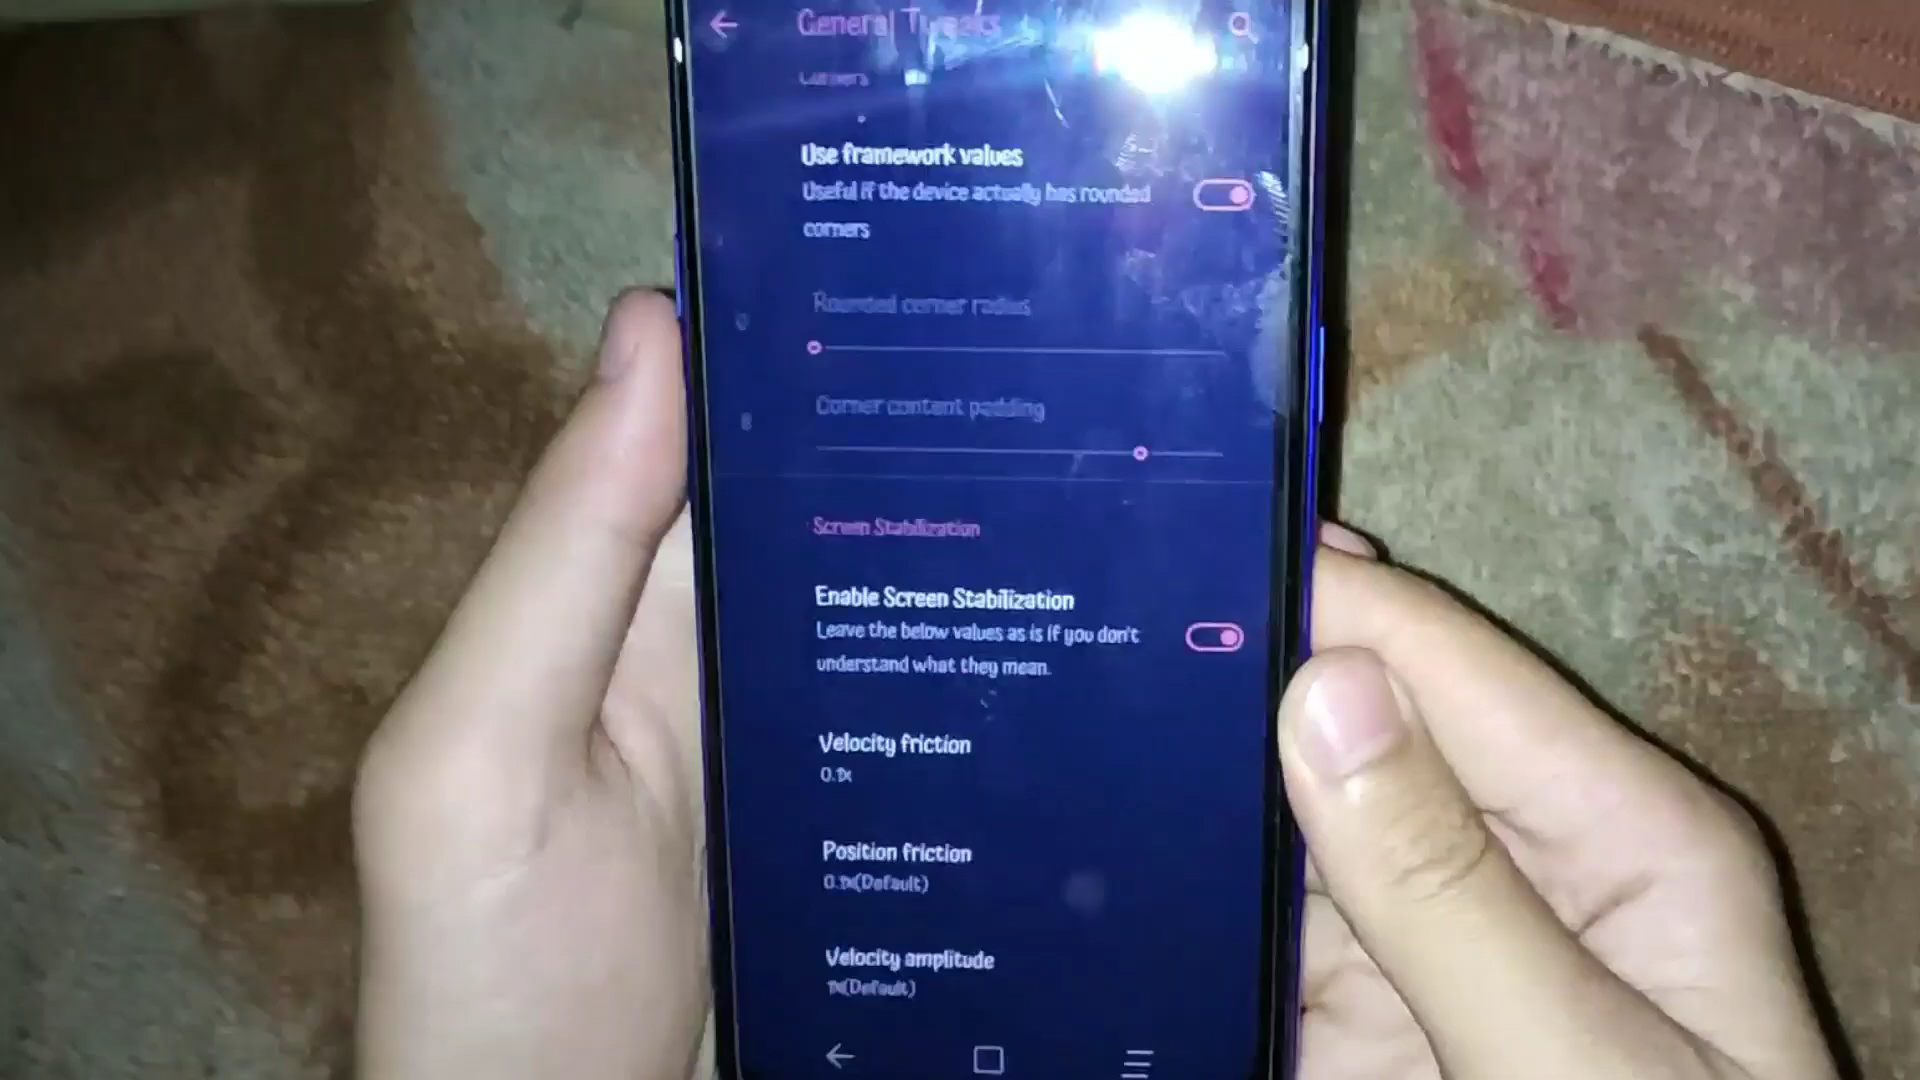 General Tweaks
Corners
Use framework values
Useful if the device actually has rounded
corners
Rounded corner radius
0
Corner content padding
8
Screen Stabilization
Enable Screen Stabilization
Leave the below values as is if you don't
understand what they mean.
Velocity friction
0.1x
Position friction
0.1x(Default)
Velocity amplitude
1x(Default)